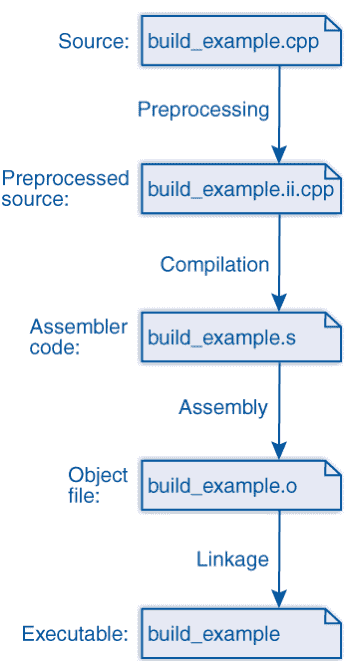 Source:
build_example.cpp
Preprocessing
Preprocessed
source:
build_example.ii.cpp
Compilation
Assembler
code:
build_example.s
Assembly
Object
file:
build_example.o
Linkage
Executable:
build_example